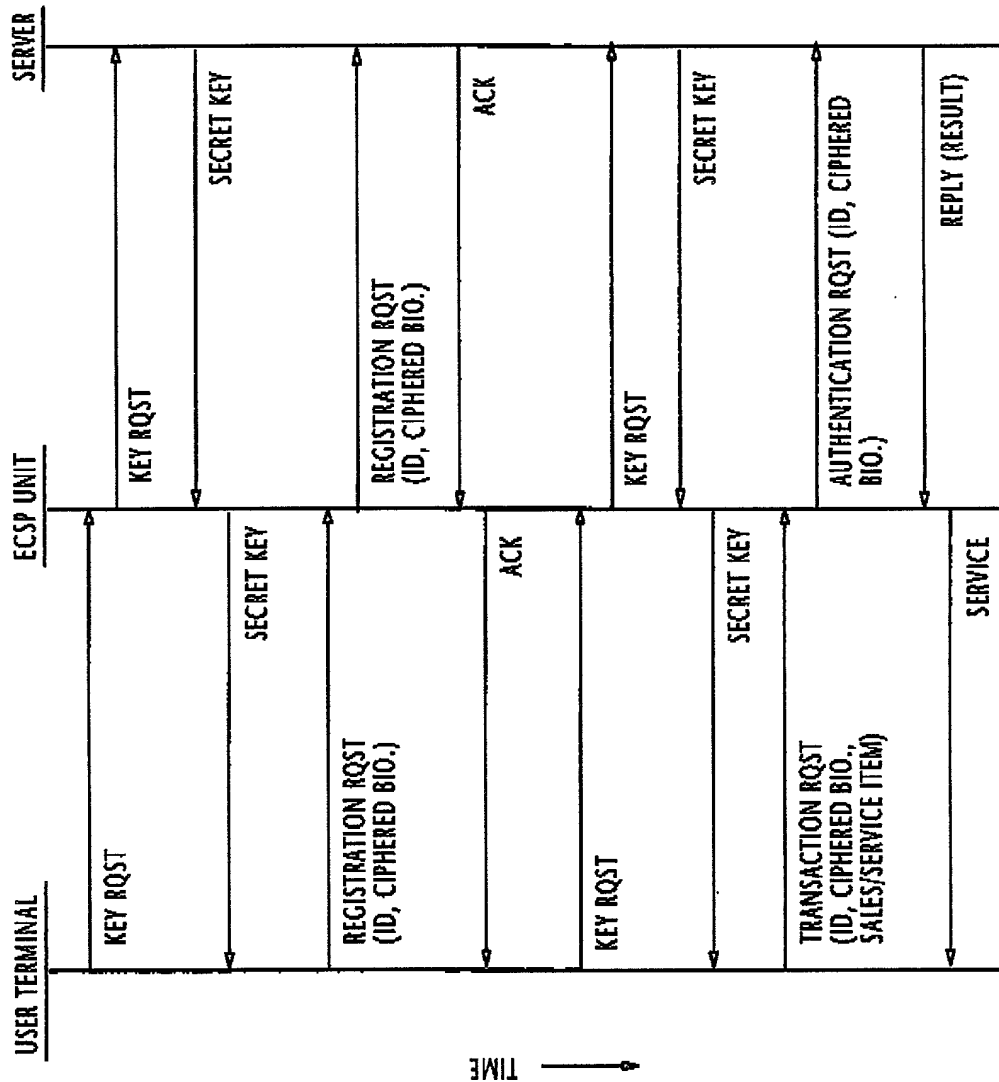 USER TERMINAL
ECSP UNIT
SERVER
TIME
KEY RQST
KEY RQST
SECRET KEY
SECRET KEY
REGISTRATION RQST
(ID, CIPHERED BIO.)
REGISTRATION RQST
(ID, CIPHERED BIO.)
ACK
ACK
KEY RQST
KEY RQST
SECRET KEY
SECRET KEY
TRANSACTION RQST
(ID, CIPHERED BIO.,
SALES/SERVICE ITEM)
AUTHENTICATION RQST (ID, CIPHERED
BIO.)
REPLY (RESULT)
SERVICE